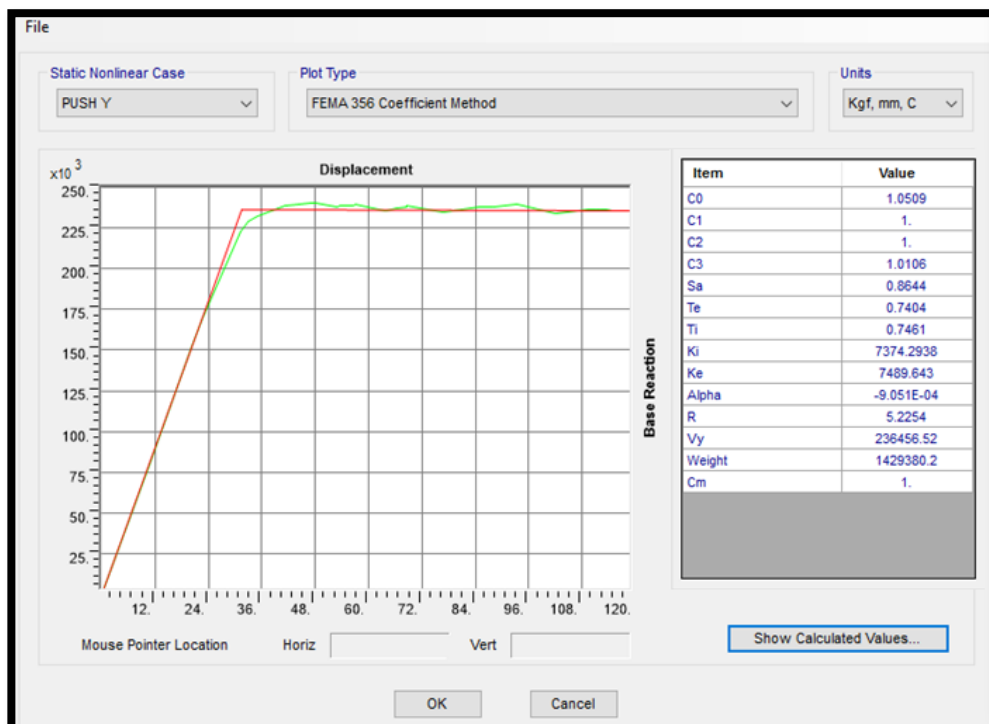 File
Static Nonlinear Case
Plot Type
Units
PUSH Y
FEMA 356 Coefficient Method
Kgf, mm, C
x10 3
Displacement
250.
225.
200.
175.
150.
125.
100.
75.
50.
25.
12. 24. 36. 48. 60. 72. 84. 96. 108. 120.
Base Reaction
Item Value
C0 1.0509
C1 1.
C2 1.
C3 1.0106
Sa 0.8644
Te 0.7404
Ti 0.7461
Ki 7374.2938
Ke 7489.643
Alpha -9.051E-04
R 5.2254
Vy 236456.52
Weight 1429380.2
Cm 1.
Mouse Pointer Location Horiz Vert
Show Calculated Values...
OK Cancel